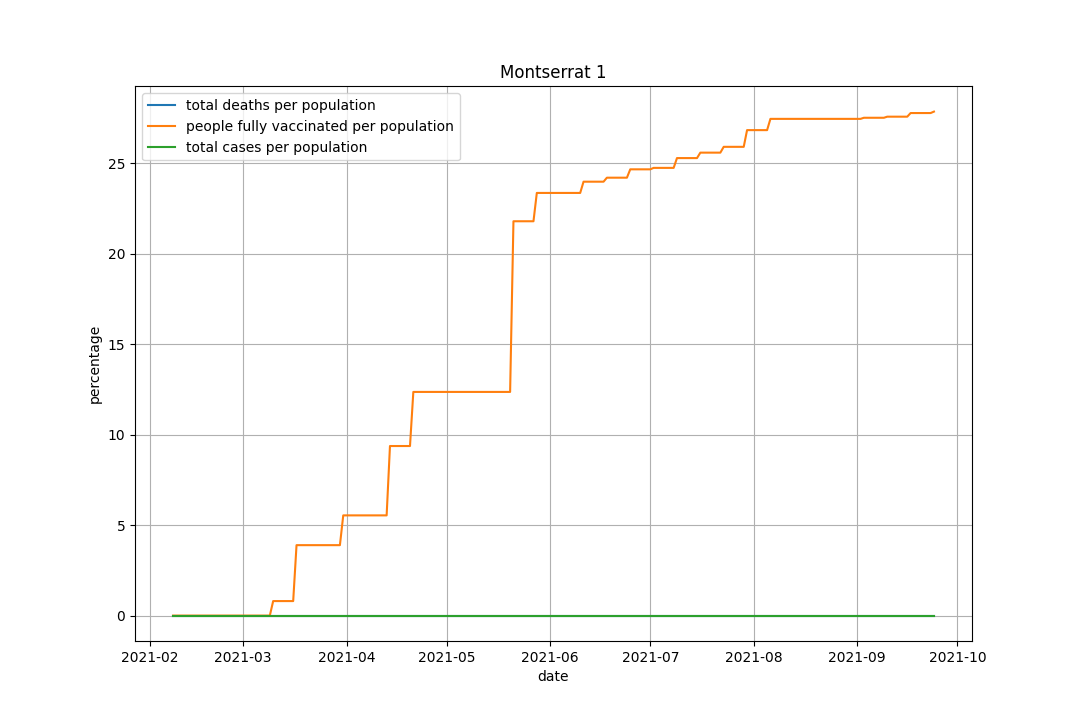 Montserrat 1
total deaths per population
people fully vaccinated per population
total cases per population
percentage
25
20
15
10
5
0
2021-02 2021-03 2021-04 2021-05 2021-06 2021-07 2021-08 2021-09 2021-10
date